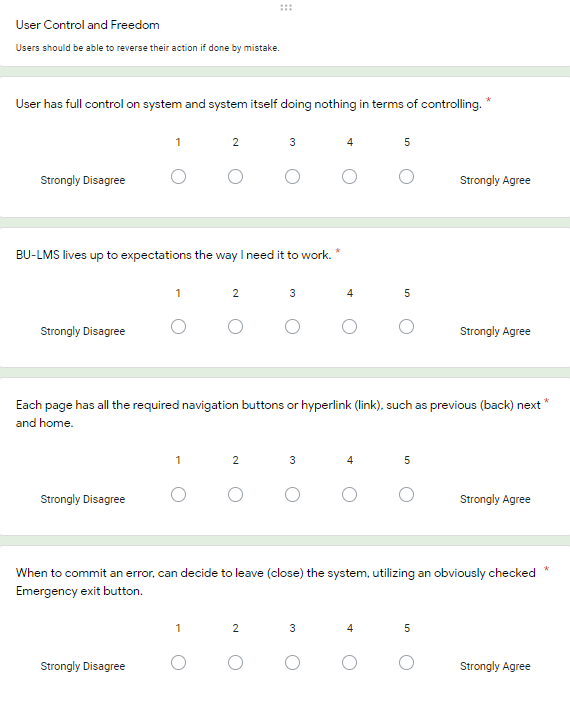 User Control and Freedom
Users should be able to reverse their action if done by mistake.
User has full control on system and system itself doing nothing in terms of controlling. *
1 2 3 4 5
Strongly Disagree Strongly Agree
BU-LMS lives up to expectations the way I need it to work. *
1 2 3 4 5
Strongly Disagree Strongly Agree
Each page has all the required navigation buttons or hyperlink (link), such as previous (back) next *
and home.
1 2 3 4 5
Strongly Disagree Strongly Agree
When to commit an error, can decide to leave (close) the system, utilizing an obviously checked *
Emergency exit button.
1 2 3 4 5
Strongly Disagree Strongly Agree